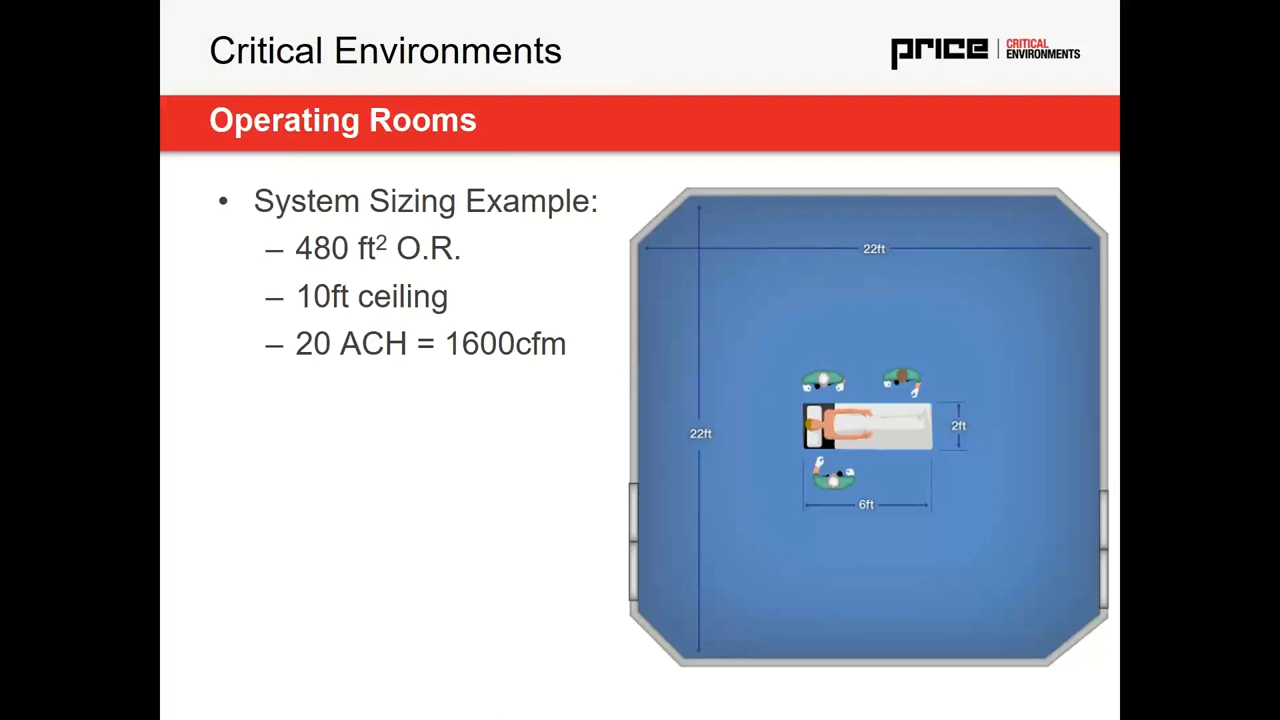 Critical Environments
price | CRITICAL
ENVIRONMENTS
Operating Rooms
• System Sizing Example:
– 480 ft² O.R.
– 10ft ceiling
– 20 ACH = 1600cfm
22ft
22ft
2ft
6ft